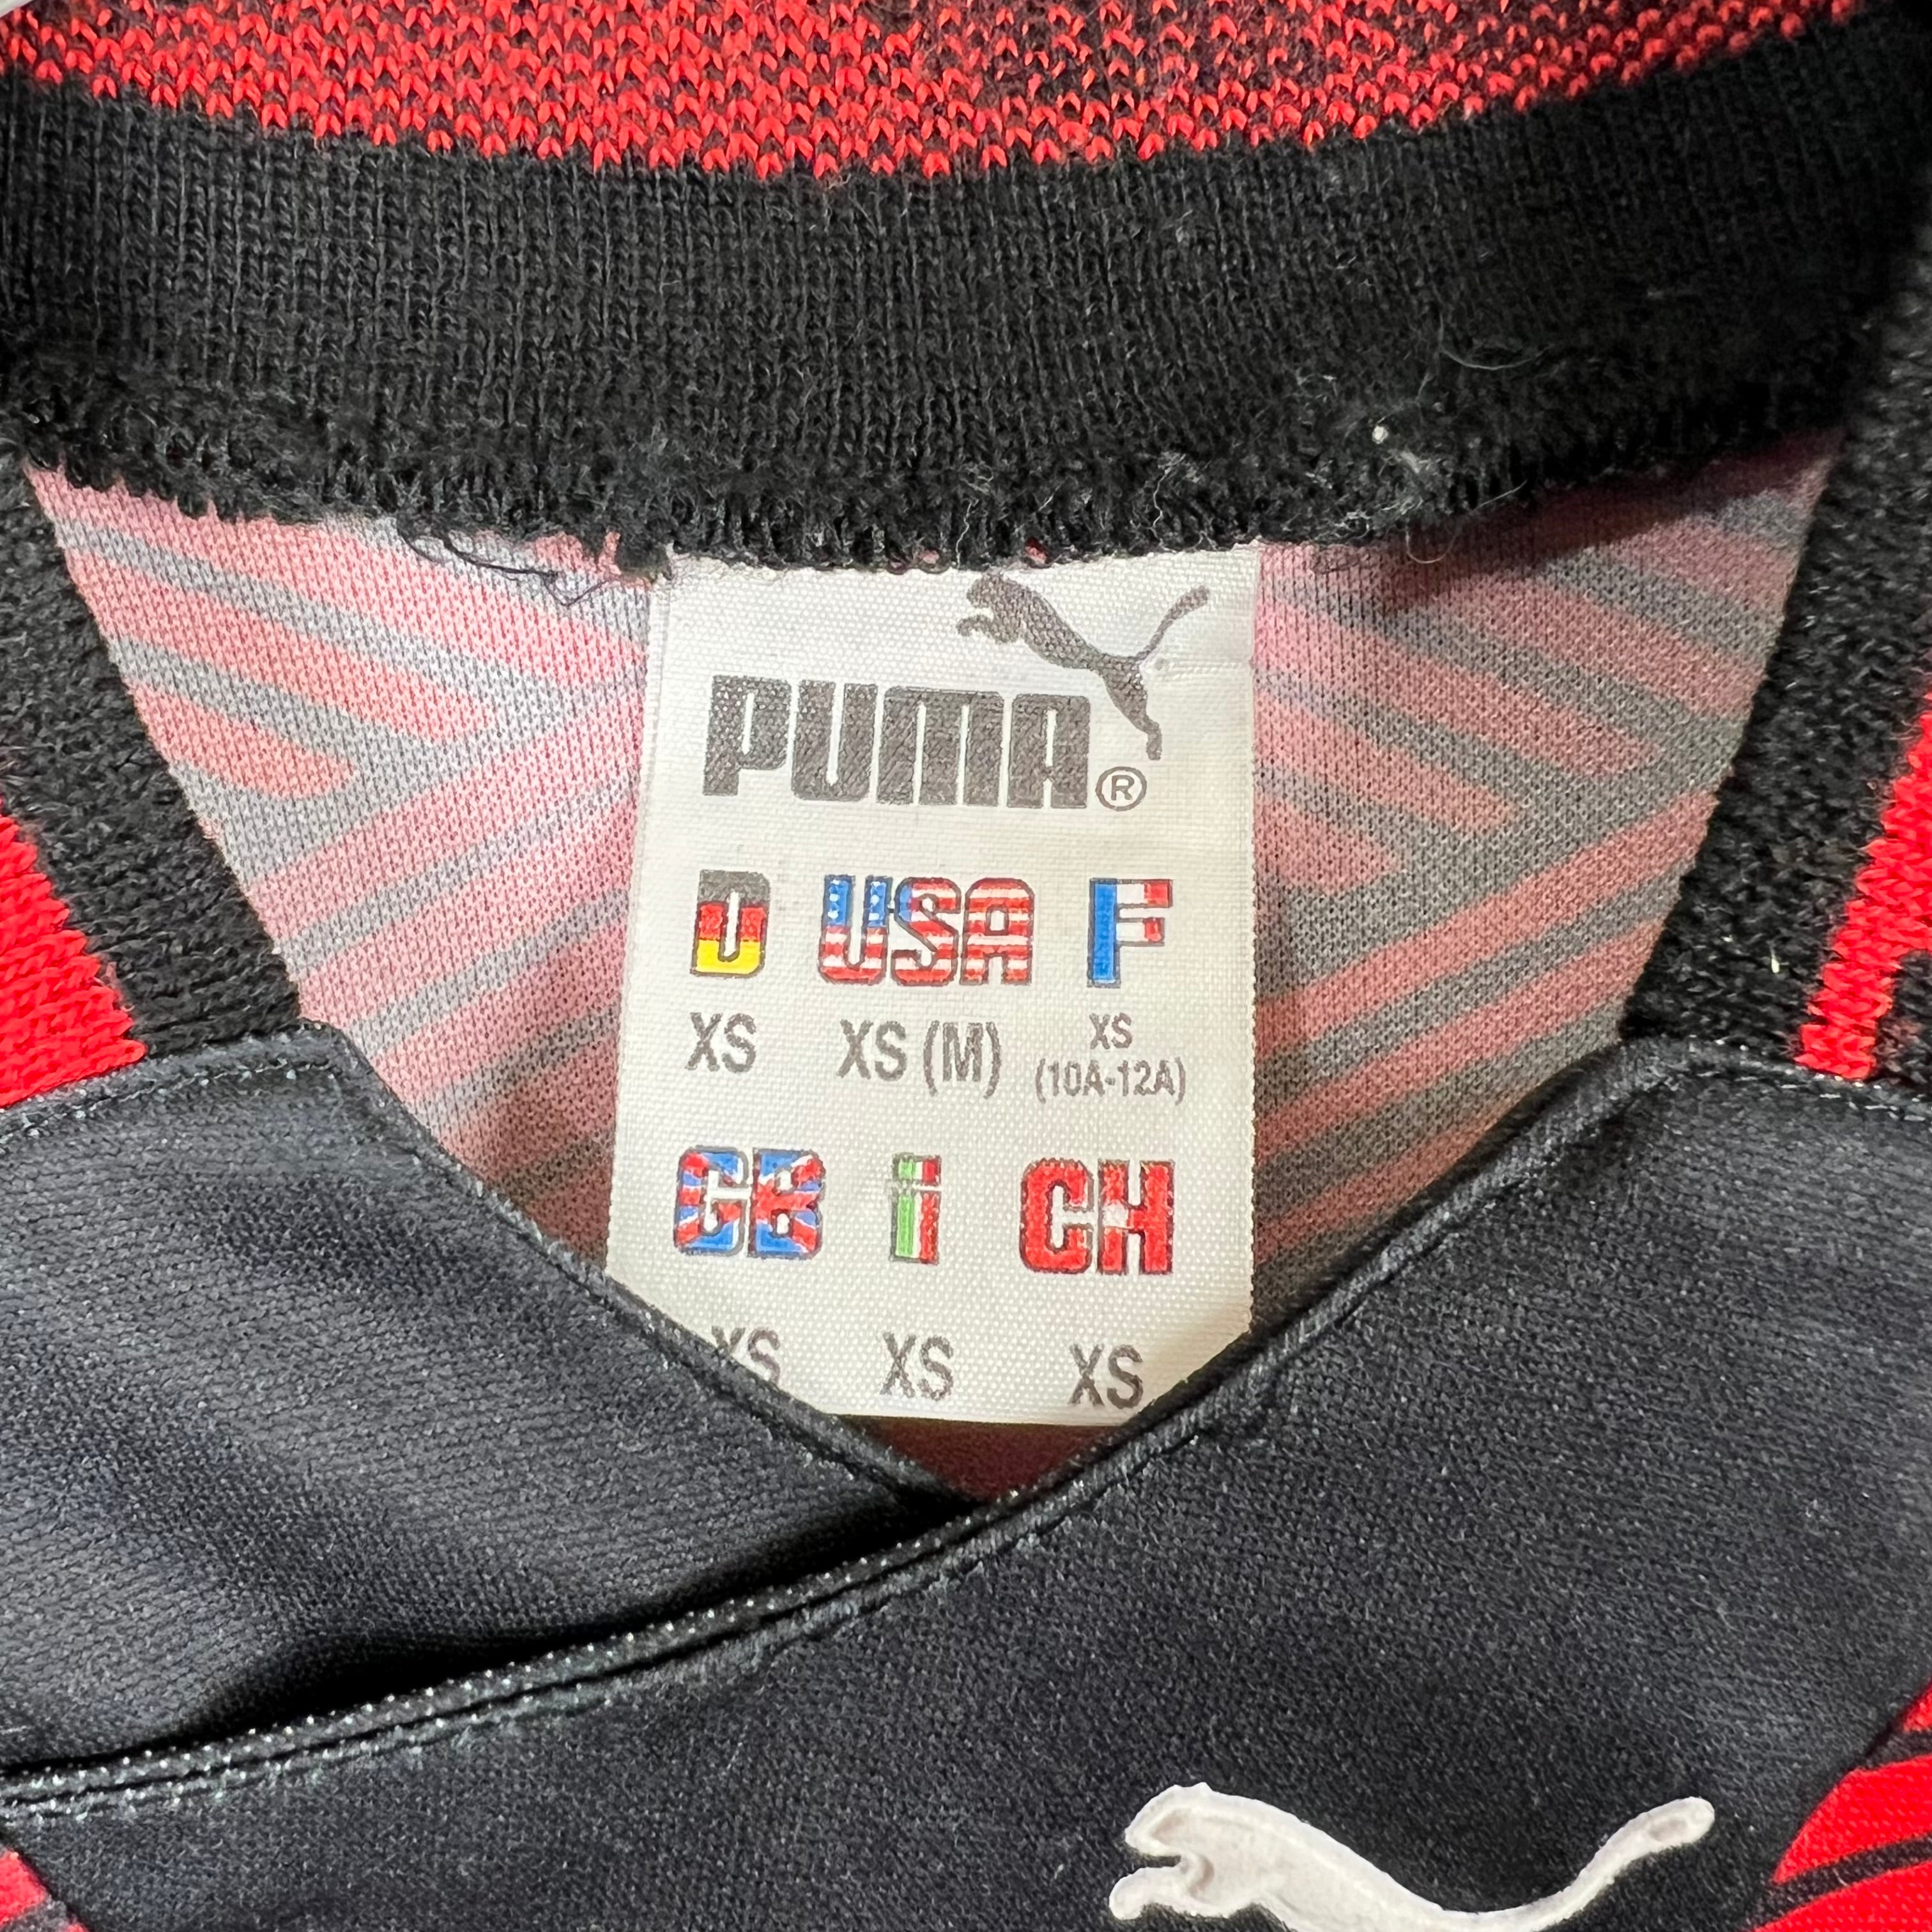 PUMA®
D USA F
XS XS (M) XS
(10A-12A)
GB i CH
XS XS XS